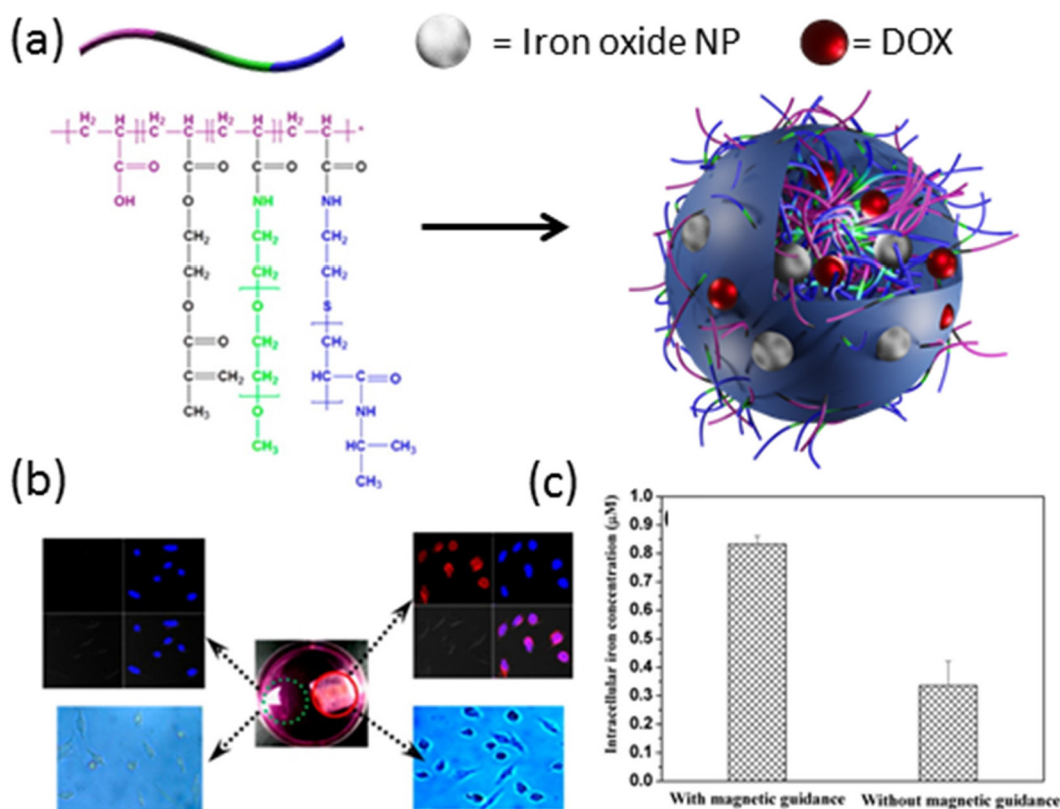 (a)
= Iron oxide NP
= DOX
H₂ H H₂ H H₂ H H₂ H
C C C C C C C C *
C=O C=O C=O C=O
OH O NH NH
CH₂ CH₂ CH₂
CH₂ CH₂ CH₂
O O S
C=O CH₂ CH₂
C=CH₂ CH₂ HC C=O
CH₃ O NH
CH₃ HC CH₃
CH₃
(b)
(c)
Intracellular iron concentration (μM)
1.0
0.9
0.8
0.7
0.6
0.5
0.4
0.3
0.2
0.1
0.0
With magnetic guidance Without magnetic guidance